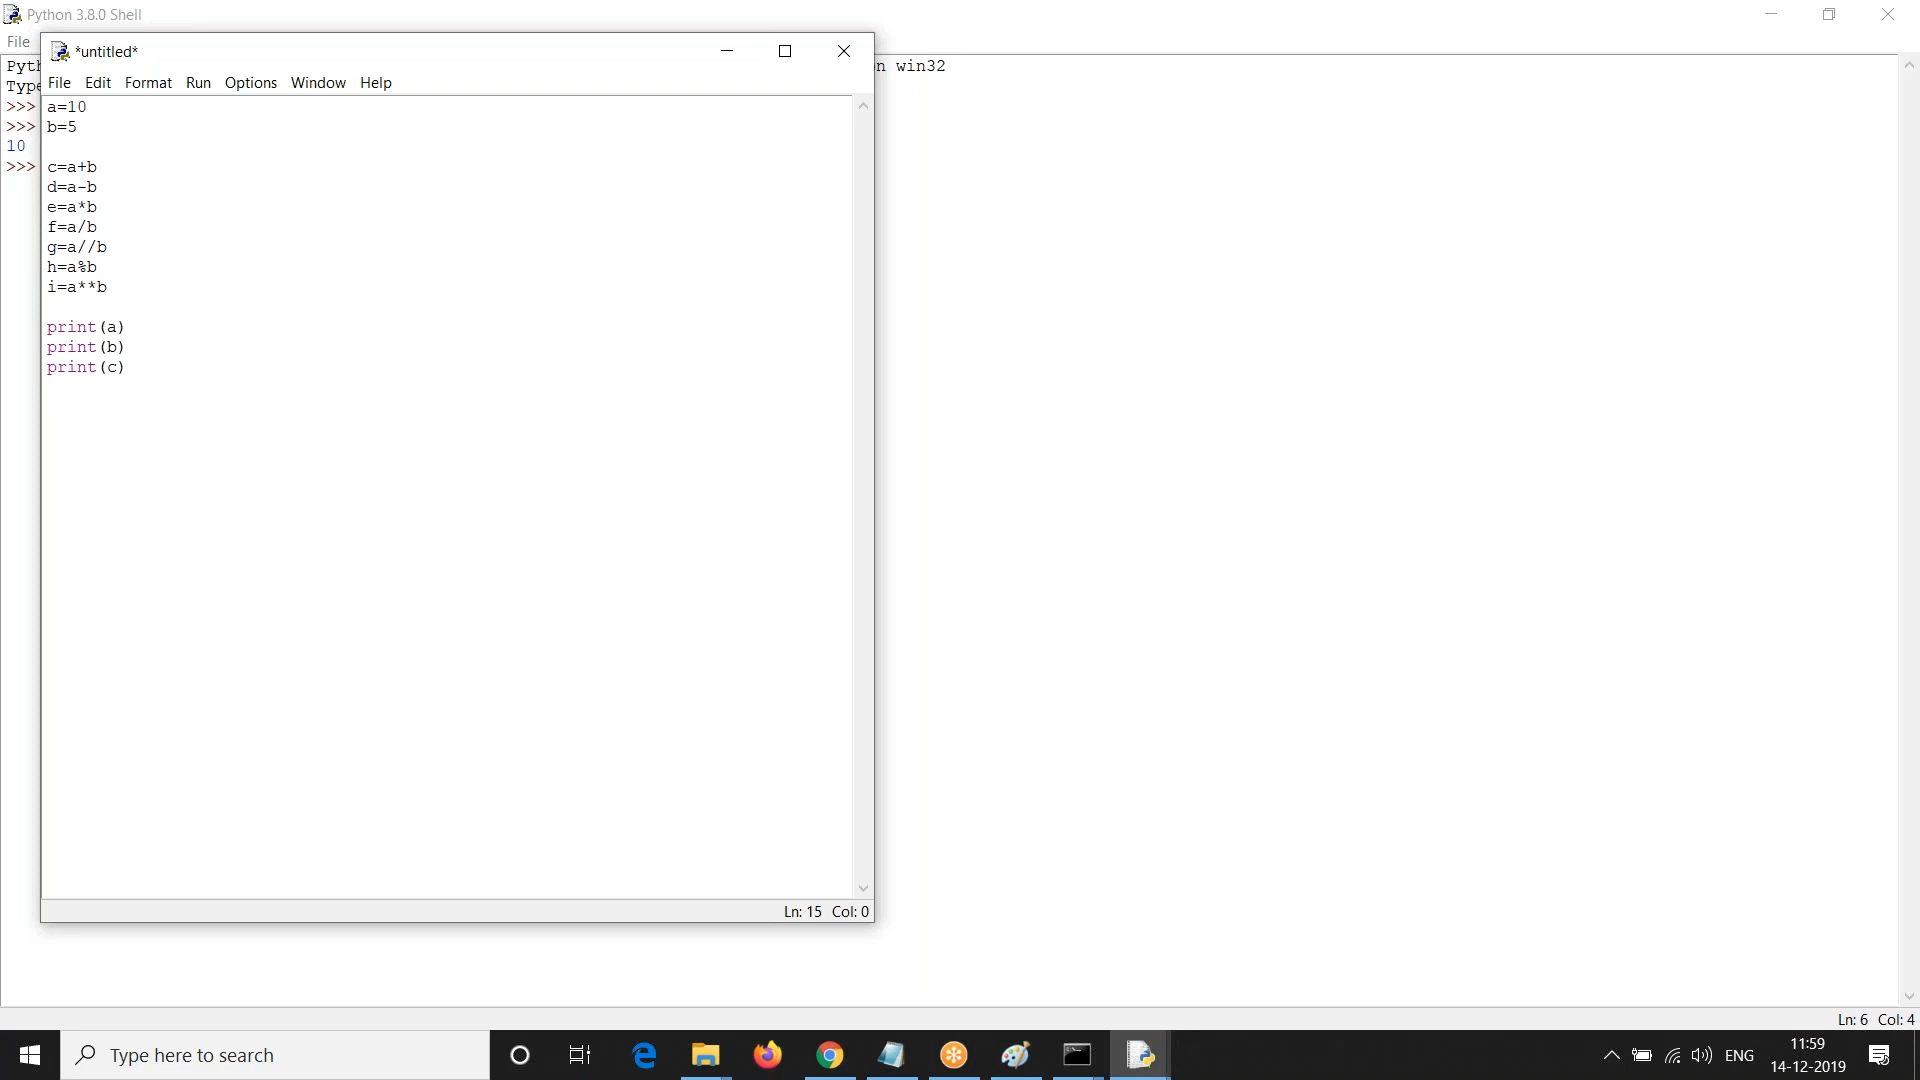 Python 3.8.0 Shell
File
*untitled*
n win32
File Edit Format Run Options Window Help
>>> a=10
>>> b=5
10
>>> c=a+b
d=a-b
e=a*b
f=a/b
g=a//b
h=a%b
i=a**b
print(a)
print(b)
print(c)
Ln: 15 Col: 0
Ln: 6 Col: 4
Type here to search
ENG
11:59
14-12-2019